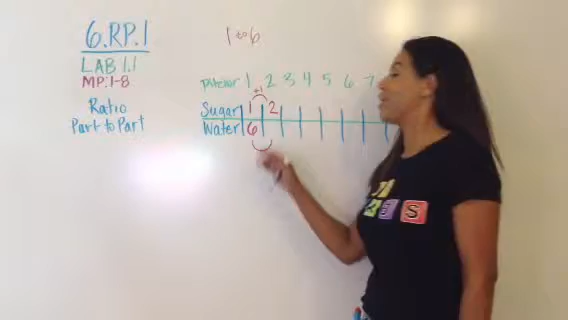 6.RP.1
LAB 1.1
MP:1-8
Ratio
Part to Part
1 to 6
Pitcher 1 2 3 4 5 6 7
+1
Sugar 1 2
Water 6
S